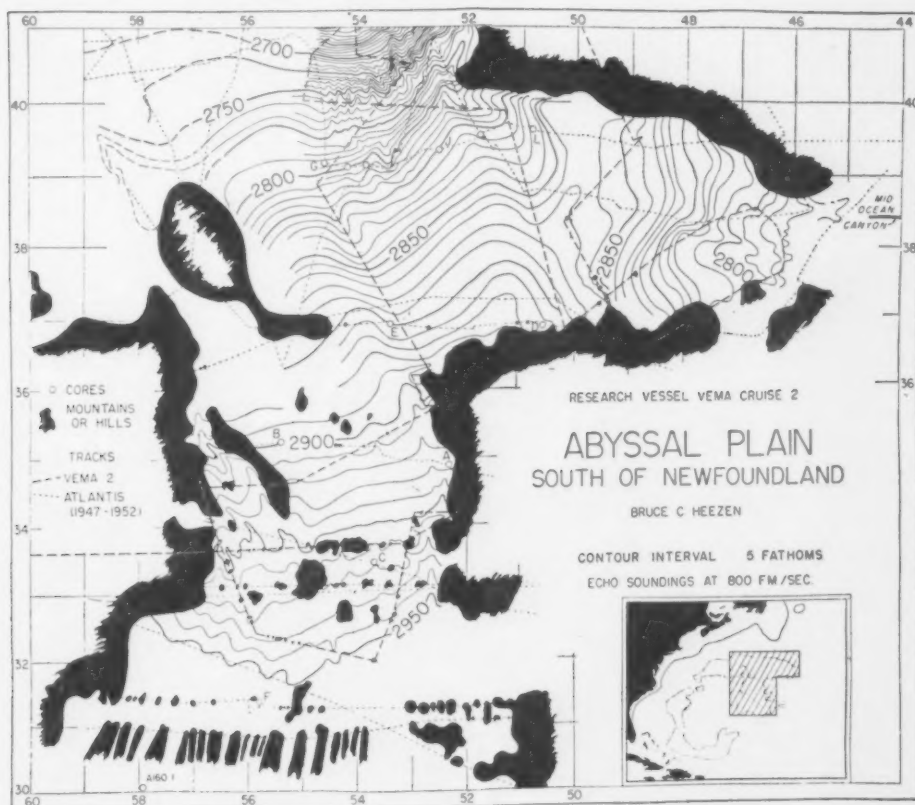 60 58 56 54 52 50 48 46 44
2700
40 40
2750
2800
G
D
L
MID
OCEAN
CANYON
38 38
2850
2850
2800
E
36 36
○ CORES
MOUNTAINS
OR HILLS
TRACKS
--- VEMA 2
······ ATLANTIS
(1947-1952)
RESEARCH VESSEL VEMA CRUISE 2
ABYSSAL PLAIN
SOUTH OF NEWFOUNDLAND
BRUCE C HEEZEN
CONTOUR INTERVAL 5 FATHOMS
ECHO SOUNDINGS AT 800 FM/SEC.
B
2900
A
34 34
C
2950
32 32
F
A160 1
30
60 58 56 54 52 50